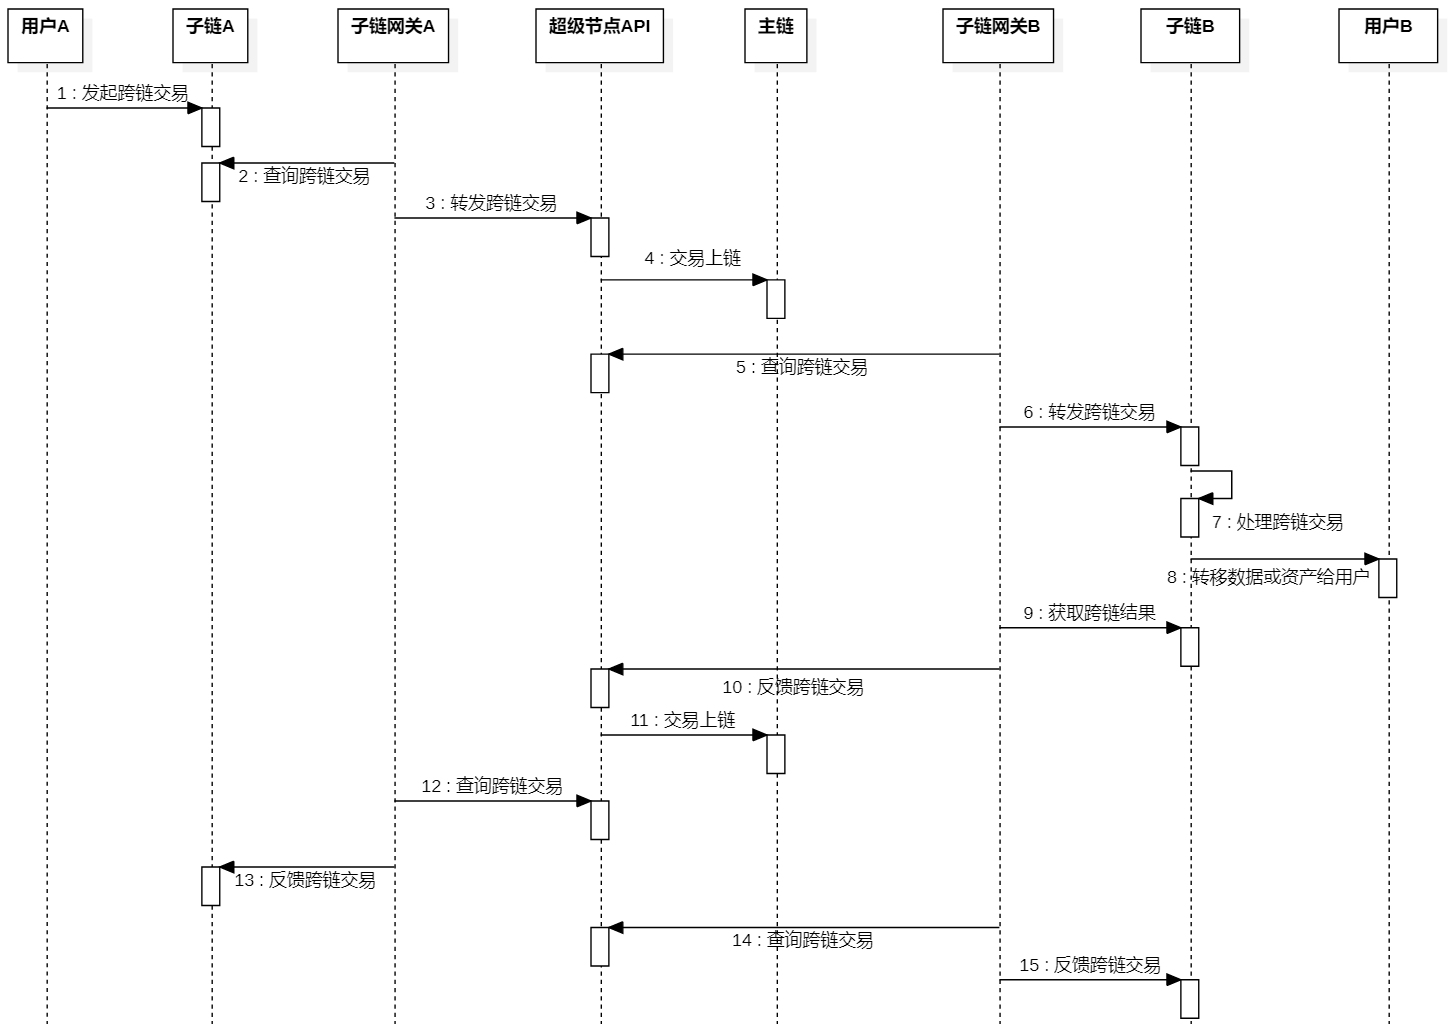 用户A
子链A
子链网关A
超级节点API
主链
子链网关B
子链B
用户B
1 : 发起跨链交易
2 : 查询跨链交易
3 : 转发跨链交易
4 : 交易上链
5 : 查询跨链交易
6 : 转发跨链交易
7 : 处理跨链交易
8 : 转移数据或资产给用户
9 : 获取跨链结果
10 : 反馈跨链交易
11 : 交易上链
12 : 查询跨链交易
13 : 反馈跨链交易
14 : 查询跨链交易
15 : 反馈跨链交易